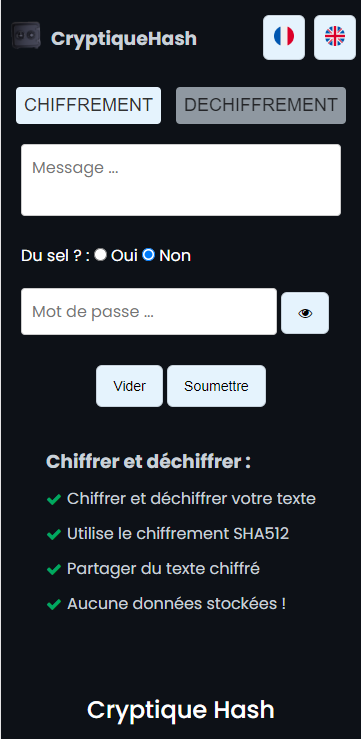 CryptiqueHash
CHIFFREMENT DECHIFFREMENT
Message ...
Du sel ? : Oui Non
Mot de passe ...
Vider Soumettre
Chiffrer et déchiffrer :
Chiffrer et déchiffrer votre texte
Utilise le chiffrement SHA512
Partager du texte chiffré
Aucune données stockées !
Cryptique Hash